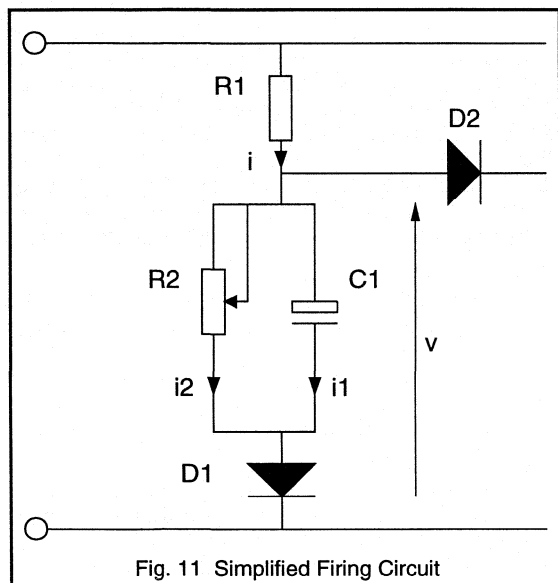 R1
D2
i
R2
C1
v
i2
i1
D1
Fig. 11 Simplified Firing Circuit